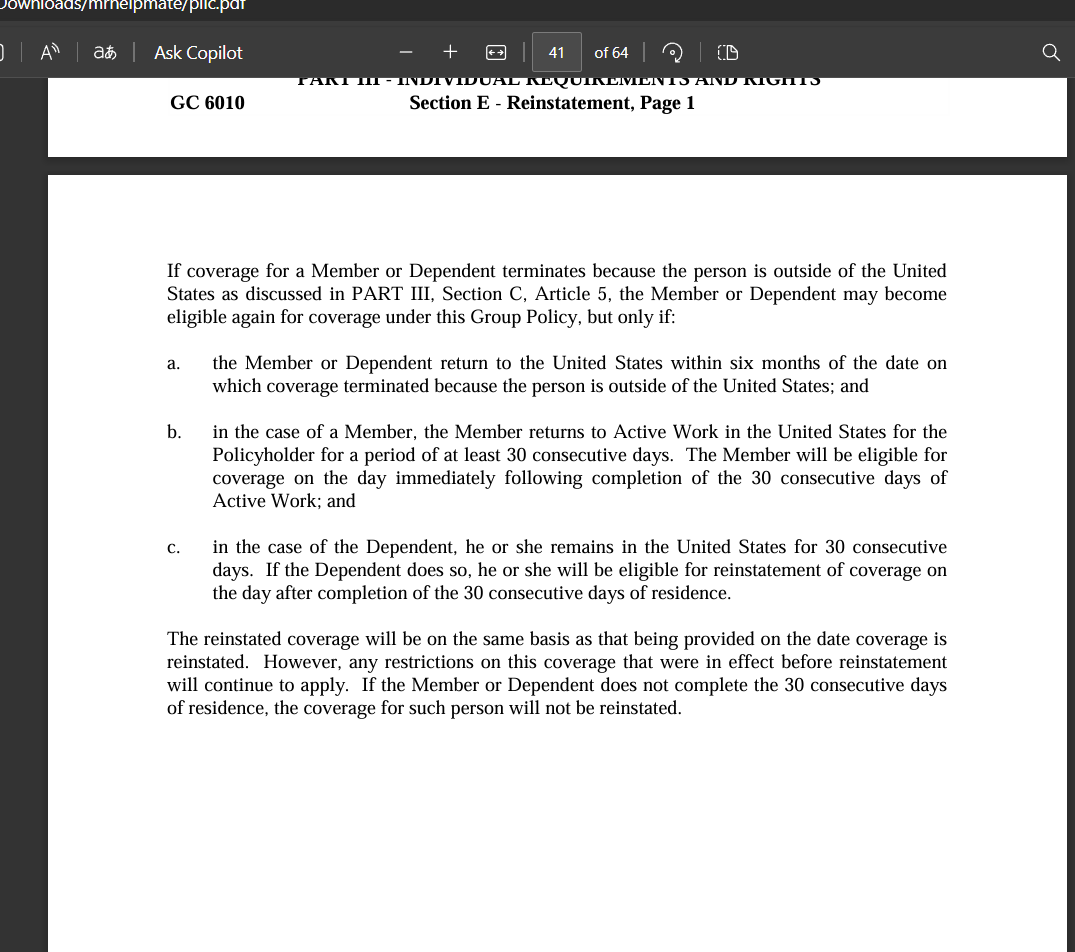 Downloads/mrhelpmate/plic.pdf
A aあ Ask Copilot 41 of 64
PART III - INDIVIDUAL REQUIREMENTS AND RIGHTS
GC 6010 Section E - Reinstatement, Page 1
If coverage for a Member or Dependent terminates because the person is outside of the United
States as discussed in PART III, Section C, Article 5, the Member or Dependent may become
eligible again for coverage under this Group Policy, but only if:
a. the Member or Dependent return to the United States within six months of the date on
which coverage terminated because the person is outside of the United States; and
b. in the case of a Member, the Member returns to Active Work in the United States for the
Policyholder for a period of at least 30 consecutive days. The Member will be eligible for
coverage on the day immediately following completion of the 30 consecutive days of
Active Work; and
c. in the case of the Dependent, he or she remains in the United States for 30 consecutive
days. If the Dependent does so, he or she will be eligible for reinstatement of coverage on
the day after completion of the 30 consecutive days of residence.
The reinstated coverage will be on the same basis as that being provided on the date coverage is
reinstated. However, any restrictions on this coverage that were in effect before reinstatement
will continue to apply. If the Member or Dependent does not complete the 30 consecutive days
of residence, the coverage for such person will not be reinstated.